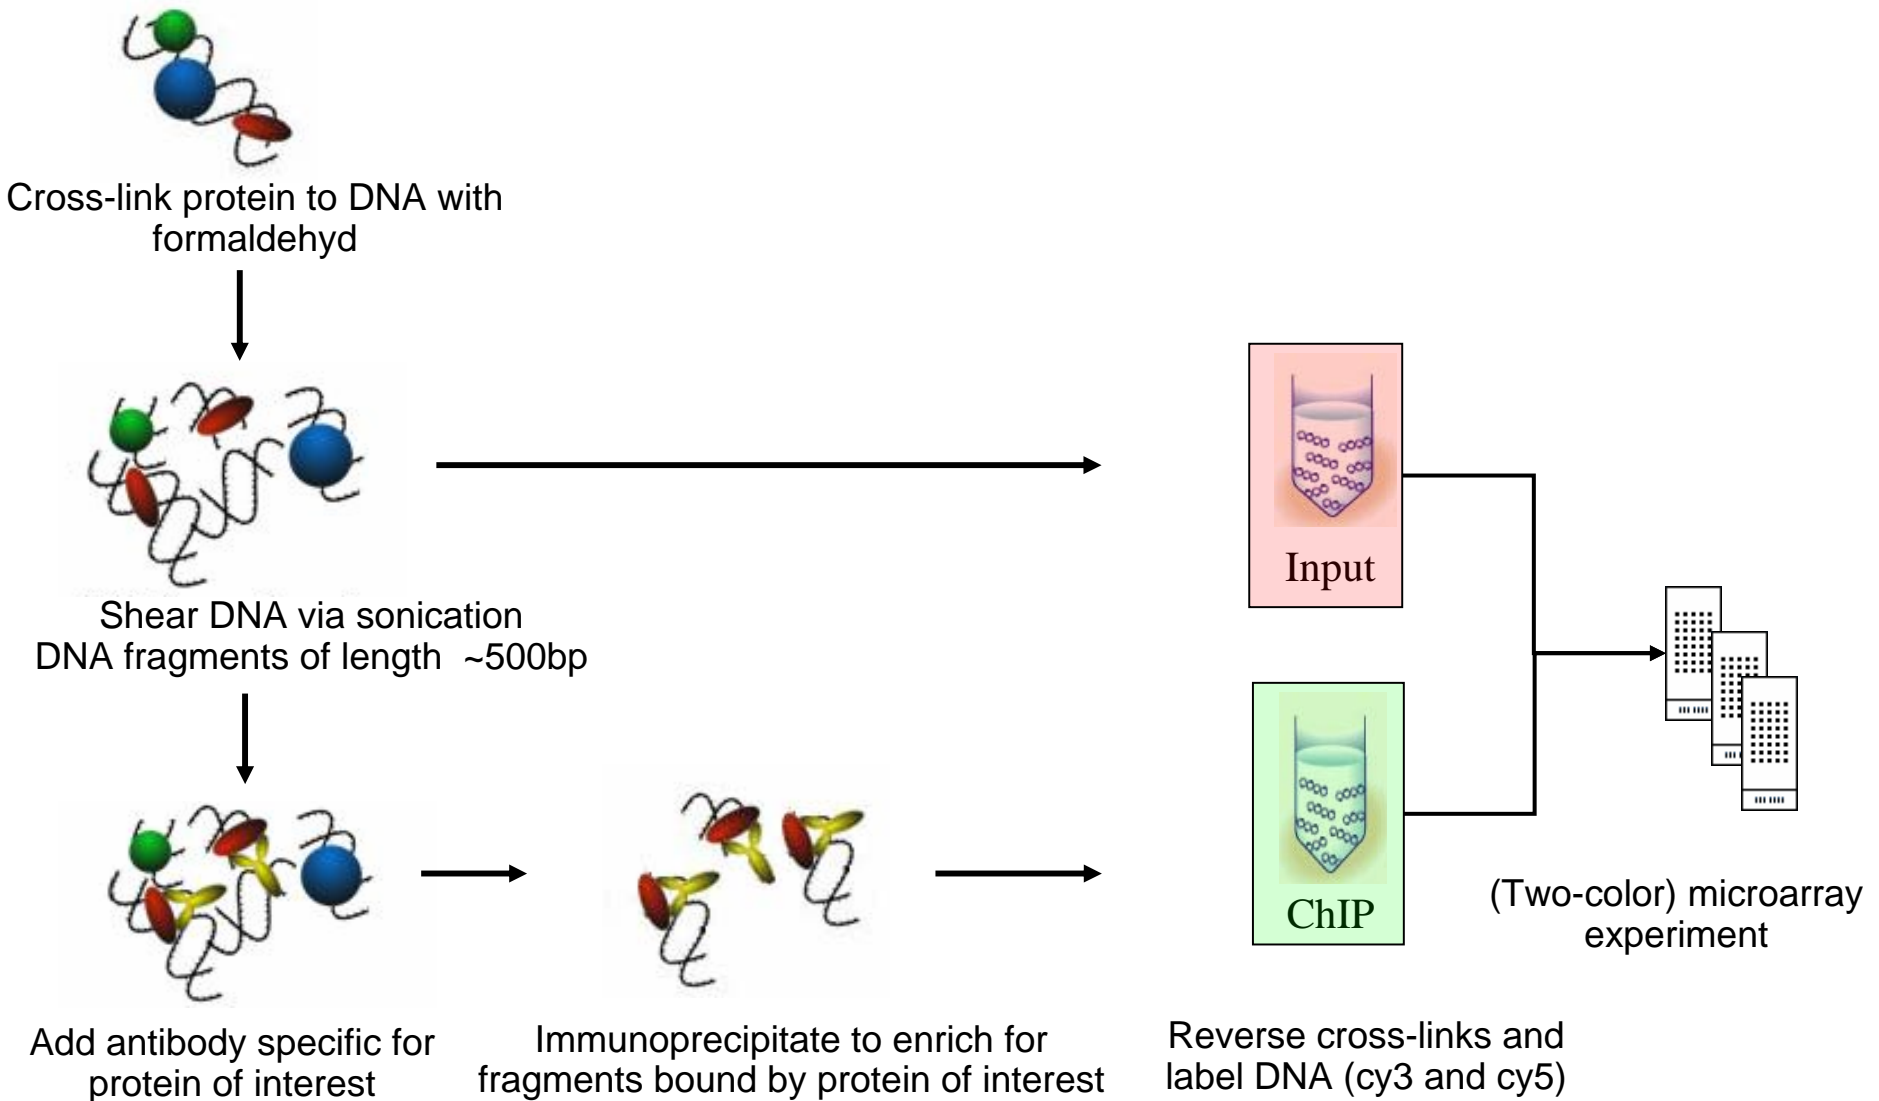 Cross-link protein to DNA with
formaldehyd
Shear DNA via sonication
DNA fragments of length ~500bp
Input
ChIP
(Two-color) microarray
experiment
Add antibody specific for
protein of interest
Immunoprecipitate to enrich for
fragments bound by protein of interest
Reverse cross-links and
label DNA (cy3 and cy5)